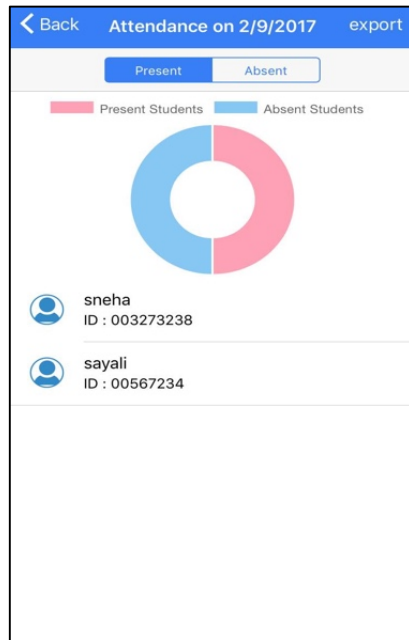 Back Attendance on 2/9/2017 export
Present Absent
Present Students Absent Students
sneha
ID : 003273238
sayali
ID : 00567234